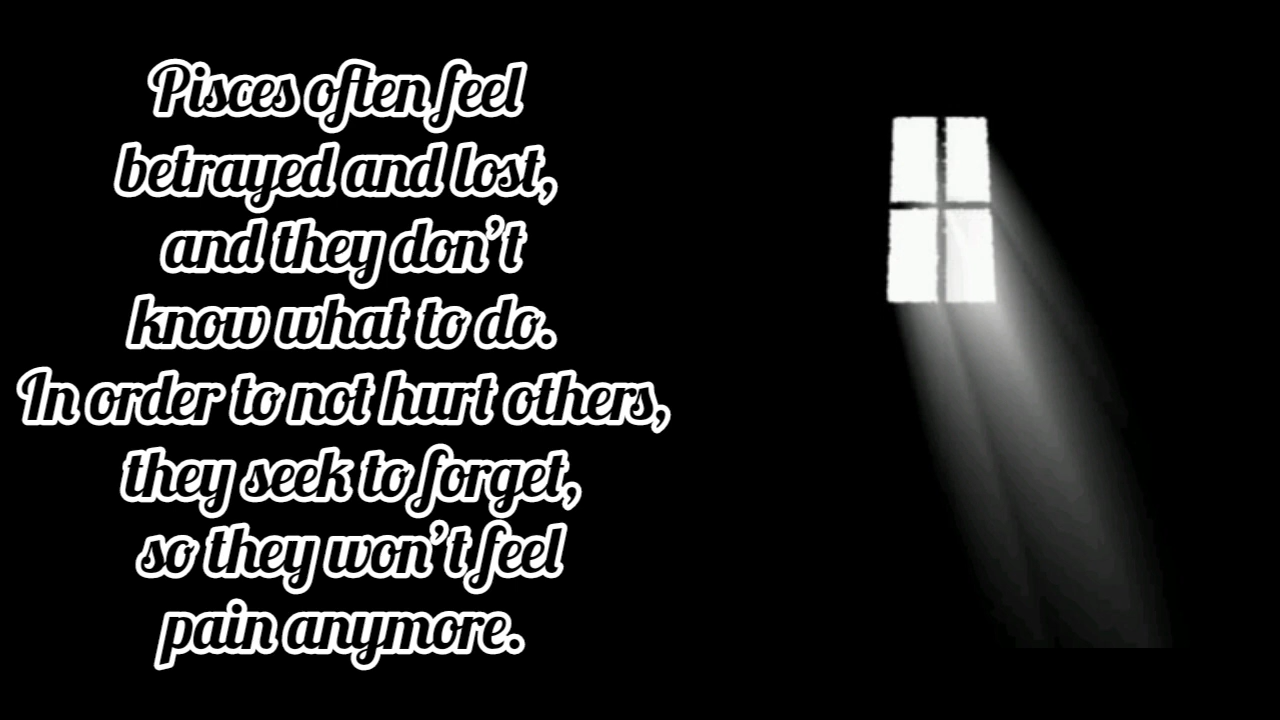 Pisces often feel
betrayed and lost,
and they don't
know what to do.
In order to not hurt others,
they seek to forget,
so they won't feel
pain anymore.